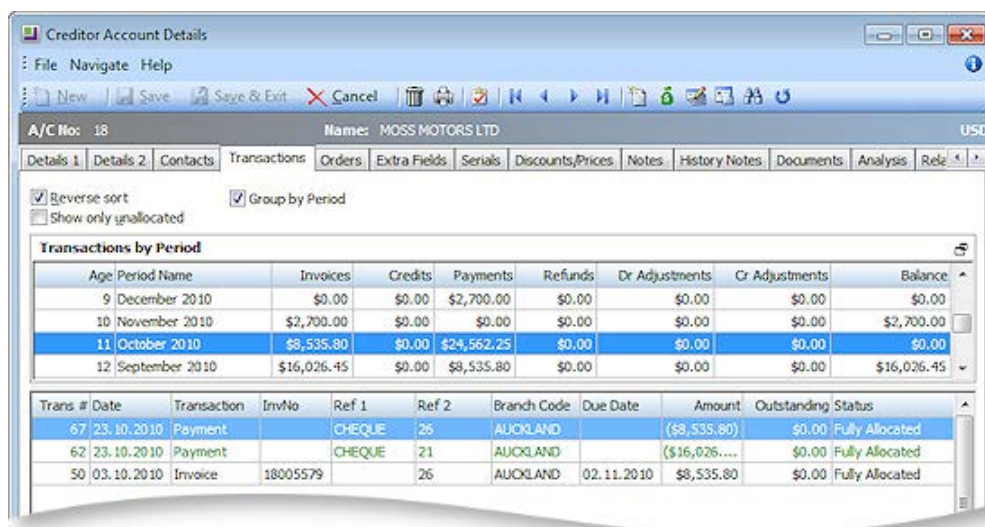 Creditor Account Details
File Navigate Help
New Save Save & Exit Cancel
A/C No: 18 Name: MOSS MOTORS LTD USD
Details 1 Details 2 Contacts Transactions Orders Extra Fields Serials Discounts/Prices Notes History Notes Documents Analysis Rela
Reverse sort Group by Period
Show only unallocated
Transactions by Period
Age Period Name Invoices Credits Payments Refunds Dr Adjustments Cr Adjustments Balance
9 December 2010 $0.00 $0.00 $2,700.00 $0.00 $0.00 $0.00 $0.00
10 November 2010 $2,700.00 $0.00 $0.00 $0.00 $0.00 $0.00 $2,700.00
11 October 2010 $8,535.80 $0.00 $24,562.25 $0.00 $0.00 $0.00 $0.00
12 September 2010 $16,026.45 $0.00 $8,535.80 $0.00 $0.00 $0.00 $16,026.45
Trans # Date Transaction InvNo Ref 1 Ref 2 Branch Code Due Date Amount Outstanding Status
67 23.10.2010 Payment CHEQUE 26 AUCKLAND ($8,535.80) $0.00 Fully Allocated
62 23.10.2010 Payment CHEQUE 21 AUCKLAND ($16,026.... $0.00 Fully Allocated
50 03.10.2010 Invoice 18005579 26 AUCKLAND 02.11.2010 $8,535.80 $0.00 Fully Allocated